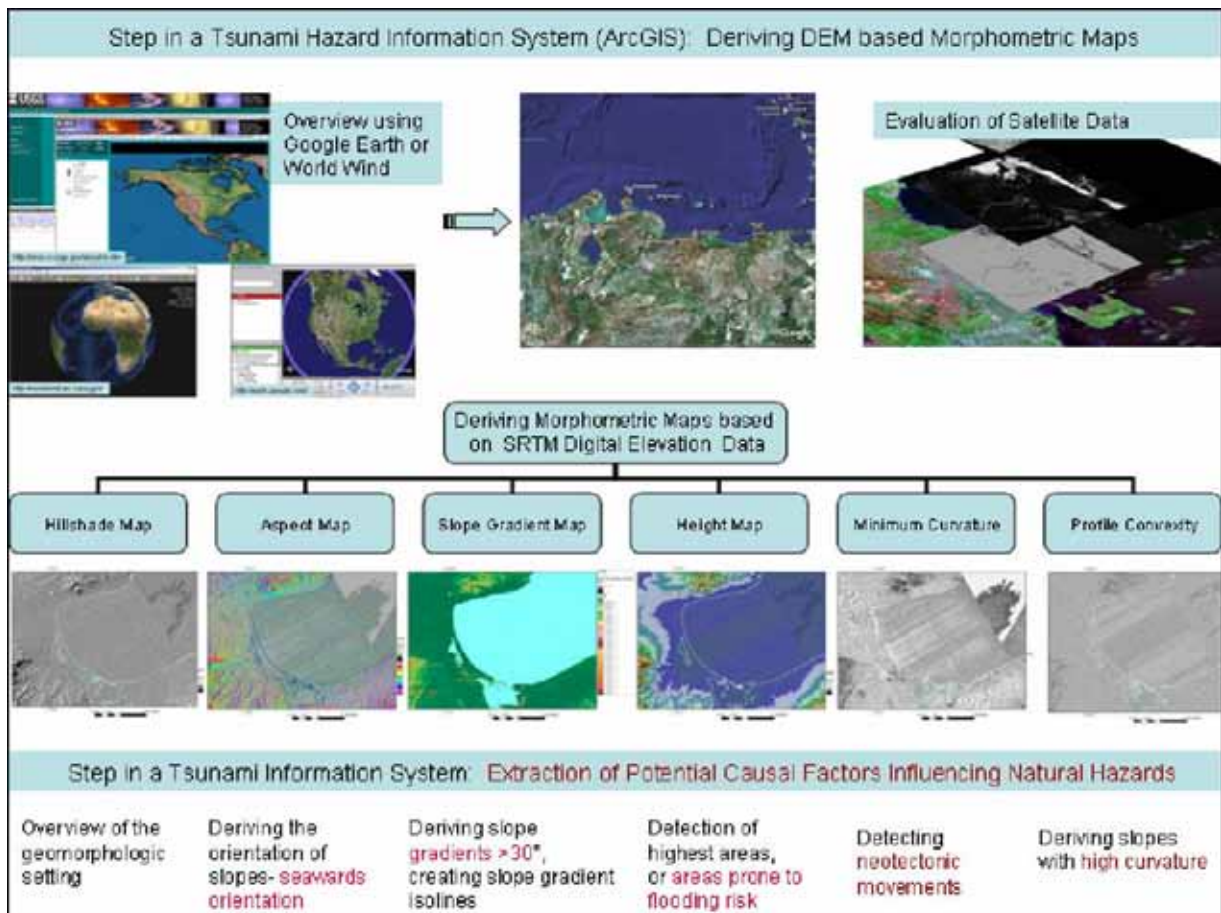 Step in a Tsunami Hazard Information System (ArcGIS): Deriving DEM based Morphometric Maps
Overview using
Google Earth or
World Wind
Evaluation of Satellite Data
Deriving Morphometric Maps based
on SRTM Digital Elevation Data
Hillshade Map
Aspect Map
Slope Gradient Map
Height Map
Minimum Curvature
Profile Convexity
Step in a Tsunami Information System: Extraction of Potential Causal Factors Influencing Natural Hazards
Overview of the
geomorphologic
setting
Deriving the
orientation of
slopes- seawards
orientation
Deriving slope
gradients >30°,
creating slope gradient
isolines
Detection of
highest areas,
or areas prone to
flooding risk
Detecting
neotectonic
movements
Deriving slopes
with high curvature